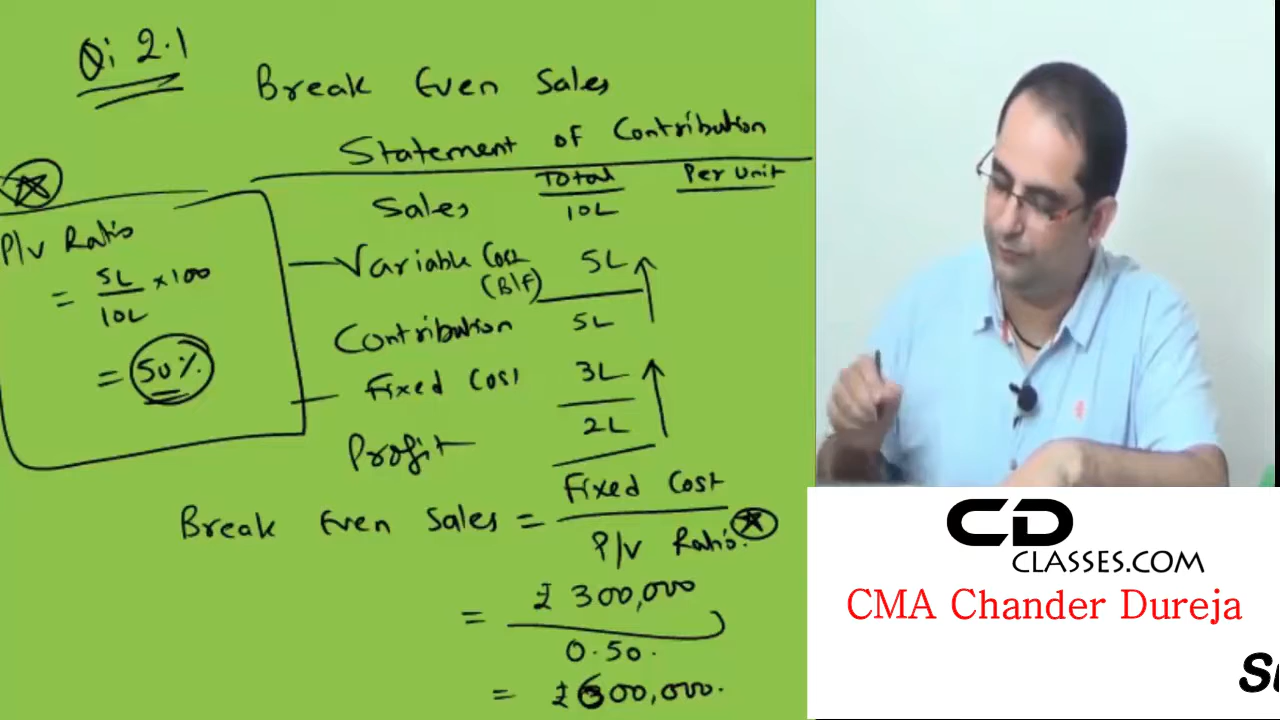 Q: 2.1
Break Even Sales
Statement of Contribution
Total Per Unit
Sales 10L
Variable Cost 5L
(B/F)
Contribution 5L
Fixed Cost 3L
Profit 2L
P/V Ratio
= 5L/10L ×100
= 50%
Break Even Sales = Fixed Cost
P/V Ratio
= ₹ 300,000
0.50
= ₹ 600,000
CD
CLASSES.COM
CMA Chander Dureja